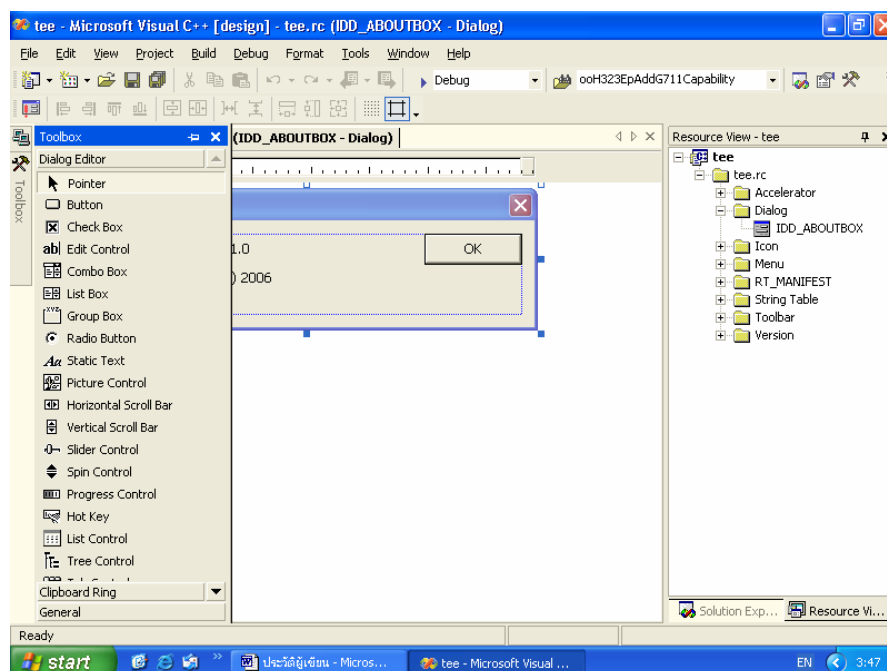 tee - Microsoft Visual C++ [design] - tee.rc (IDD_ABOUTBOX - Dialog)
File Edit View Project Build Debug Format Tools Window Help
Debug ooH323EpAddG711Capability
Toolbox
Toolbox
Dialog Editor
Pointer
Button
Check Box
ab| Edit Control
Combo Box
List Box
XYZ Group Box
Radio Button
Aa Static Text
Picture Control
Horizontal Scroll Bar
Vertical Scroll Bar
Slider Control
Spin Control
Progress Control
Hot Key
List Control
Tree Control
Clipboard Ring
General
(IDD_ABOUTBOX - Dialog)
1.0
OK
) 2006
Resource View - tee
tee
tee.rc
Accelerator
Dialog
IDD_ABOUTBOX
Icon
Menu
RT_MANIFEST
String Table
Toolbar
Version
Solution Exp... Resource Vi...
Ready
start » ประวัติผู้เขียน - Micros... tee - Microsoft Visual ... EN 3:47